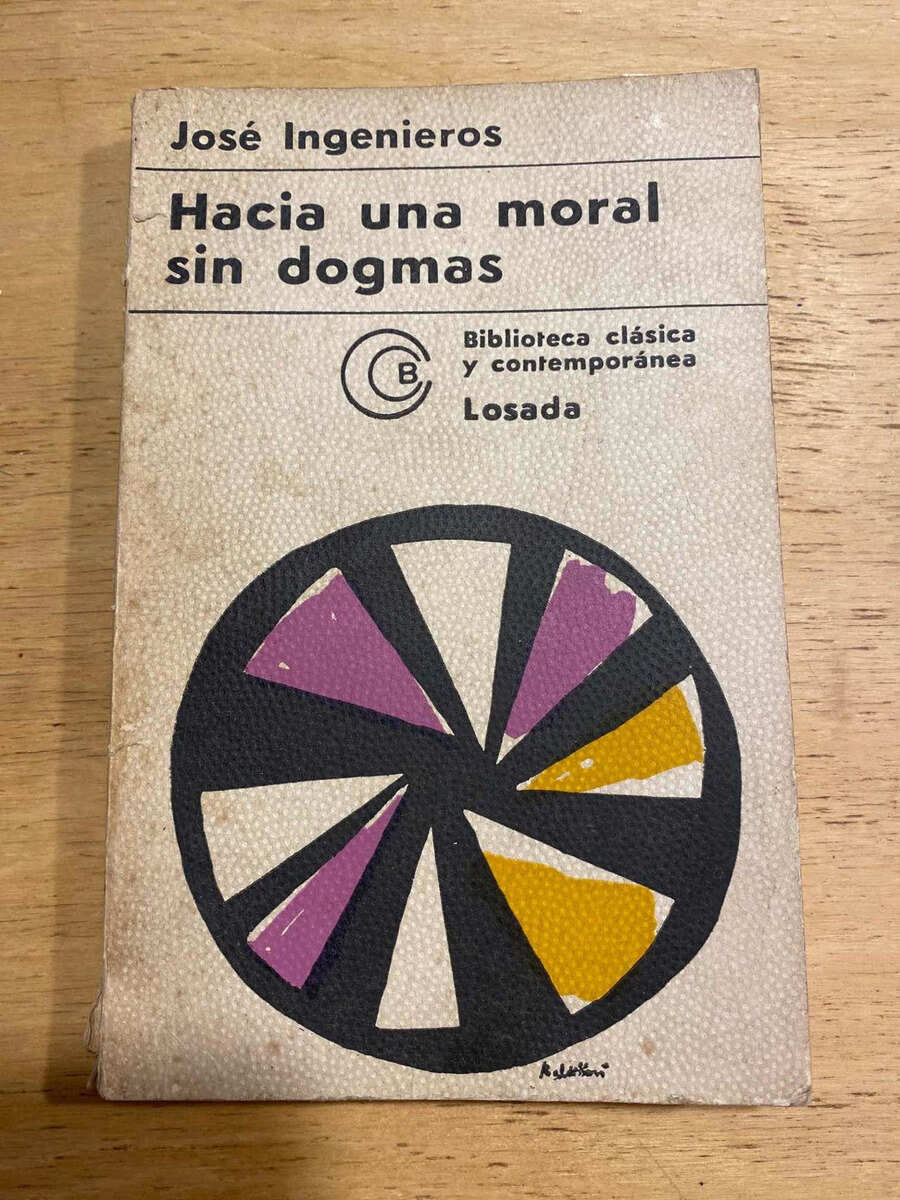 José Ingenieros
Hacia una moral
sin dogmas
B
Biblioteca clásica
y contemporánea
Losada